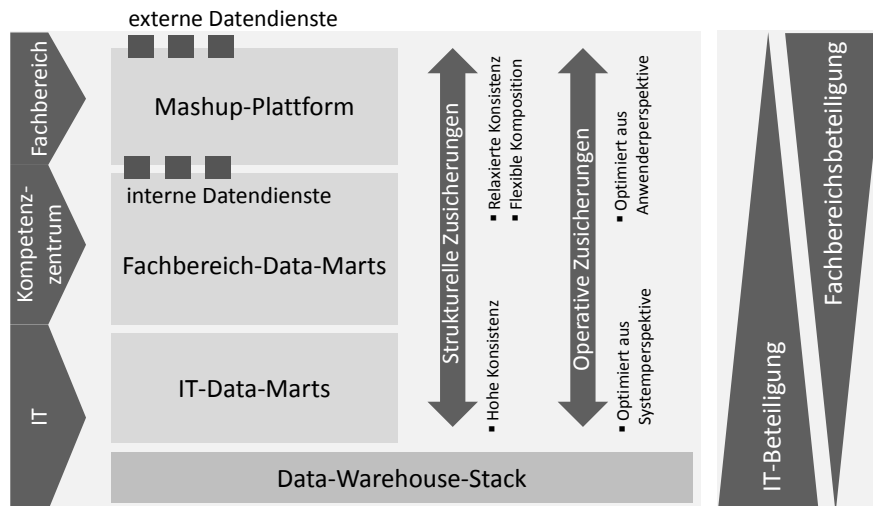 externe Datendienste
Fachbereich
Mashup-Plattform
interne Datendienste
Kompetenz-
zentrum
Fachbereich-Data-Marts
IT
IT-Data-Marts
Data-Warehouse-Stack
Strukturelle Zusicherungen
▪ Relaxierte Konsistenz
▪ Flexible Komposition
▪ Hohe Konsistenz
Operative Zusicherungen
▪ Optimiert aus
Anwenderperspektive
▪ Optimiert aus
Systemperspektive
IT-Beteiligung
Fachbereichsbeteiligung